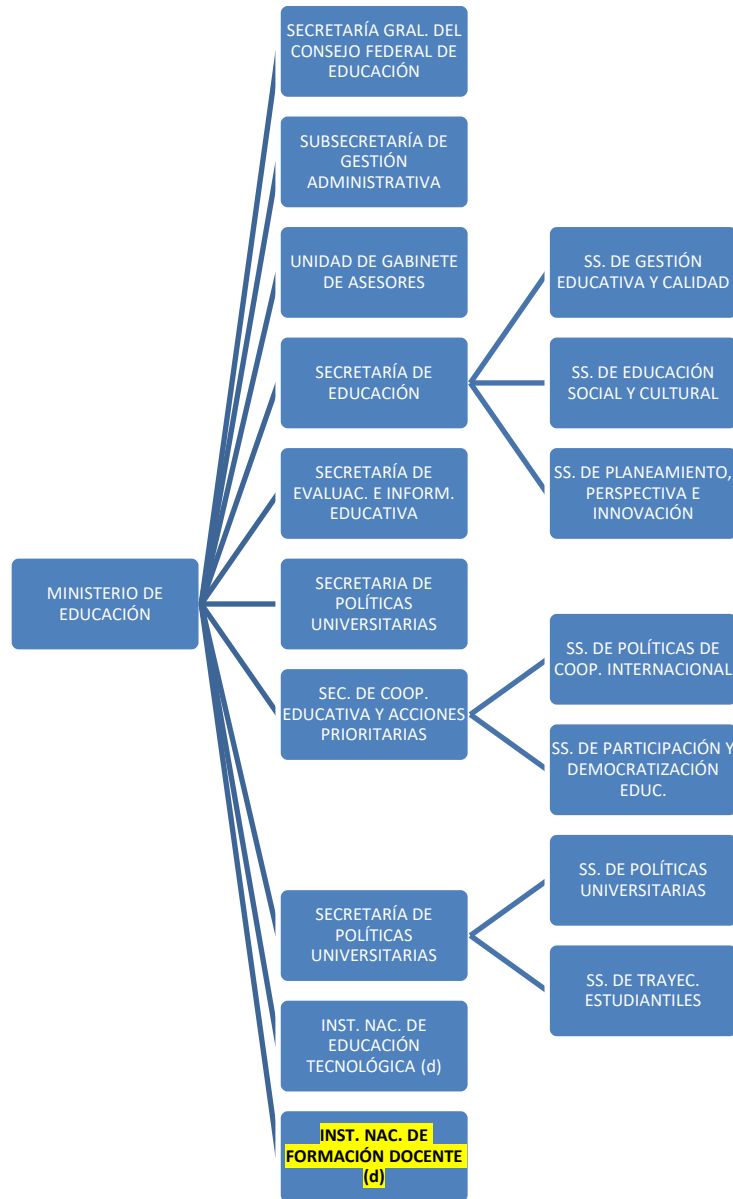 SECRETARÍA GRAL. DEL
CONSEJO FEDERAL DE
EDUCACIÓN
SUBSECRETARÍA DE
GESTIÓN
ADMINISTRATIVA
UNIDAD DE GABINETE
DE ASESORES
SS. DE GESTIÓN
EDUCATIVA Y CALIDAD
SECRETARÍA DE
EDUCACIÓN
SS. DE EDUCACIÓN
SOCIAL Y CULTURAL
SECRETARÍA DE
EVALUAC. E INFORM.
EDUCATIVA
SS. DE PLANEAMIENTO,
PERSPECTIVA E
INNOVACIÓN
MINISTERIO DE
EDUCACIÓN
SECRETARIA DE
POLÍTICAS
UNIVERSITARIAS
SS. DE POLÍTICAS DE
COOP. INTERNACIONAL
SEC. DE COOP.
EDUCATIVA Y ACCIONES
PRIORITARIAS
SS. DE PARTICIPACIÓN Y
DEMOCRATIZACIÓN
EDUC.
SS. DE POLÍTICAS
UNIVERSITARIAS
SECRETARÍA DE
POLÍTICAS
UNIVERSITARIAS
SS. DE TRAYEC.
ESTUDIANTILES
INST. NAC. DE
EDUCACIÓN
TECNOLÓGICA (d)
INST. NAC. DE
FORMACIÓN DOCENTE
(d)